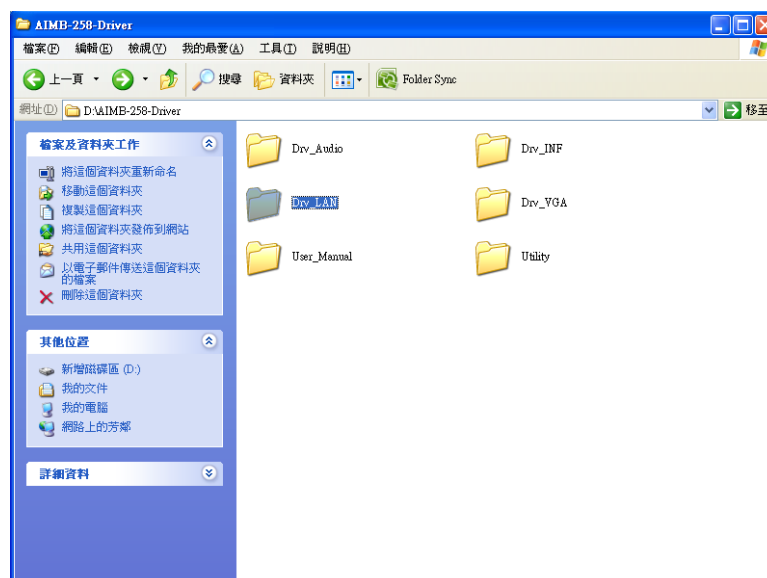 AIMB-258-Driver
檔案(F) 編輯(E) 檢視(V) 我的最愛(A) 工具(T) 說明(H)
上一頁 搜尋 資料夾 Folder Sync
網址(D) D:\AIMB-258-Driver 移至
檔案及資料夾工作
將這個資料夾重新命名
移動這個資料夾
複製這個資料夾
將這個資料夾發佈到網站
共用這個資料夾
以電子郵件傳送這個資料夾
的檔案
刪除這個資料夾
其他位置
新增磁碟區 (D:)
我的文件
我的電腦
網路上的芳鄰
詳細資料
Drv_Audio Drv_INF
Drv_LAN Drv_VGA
User_Manual Utility